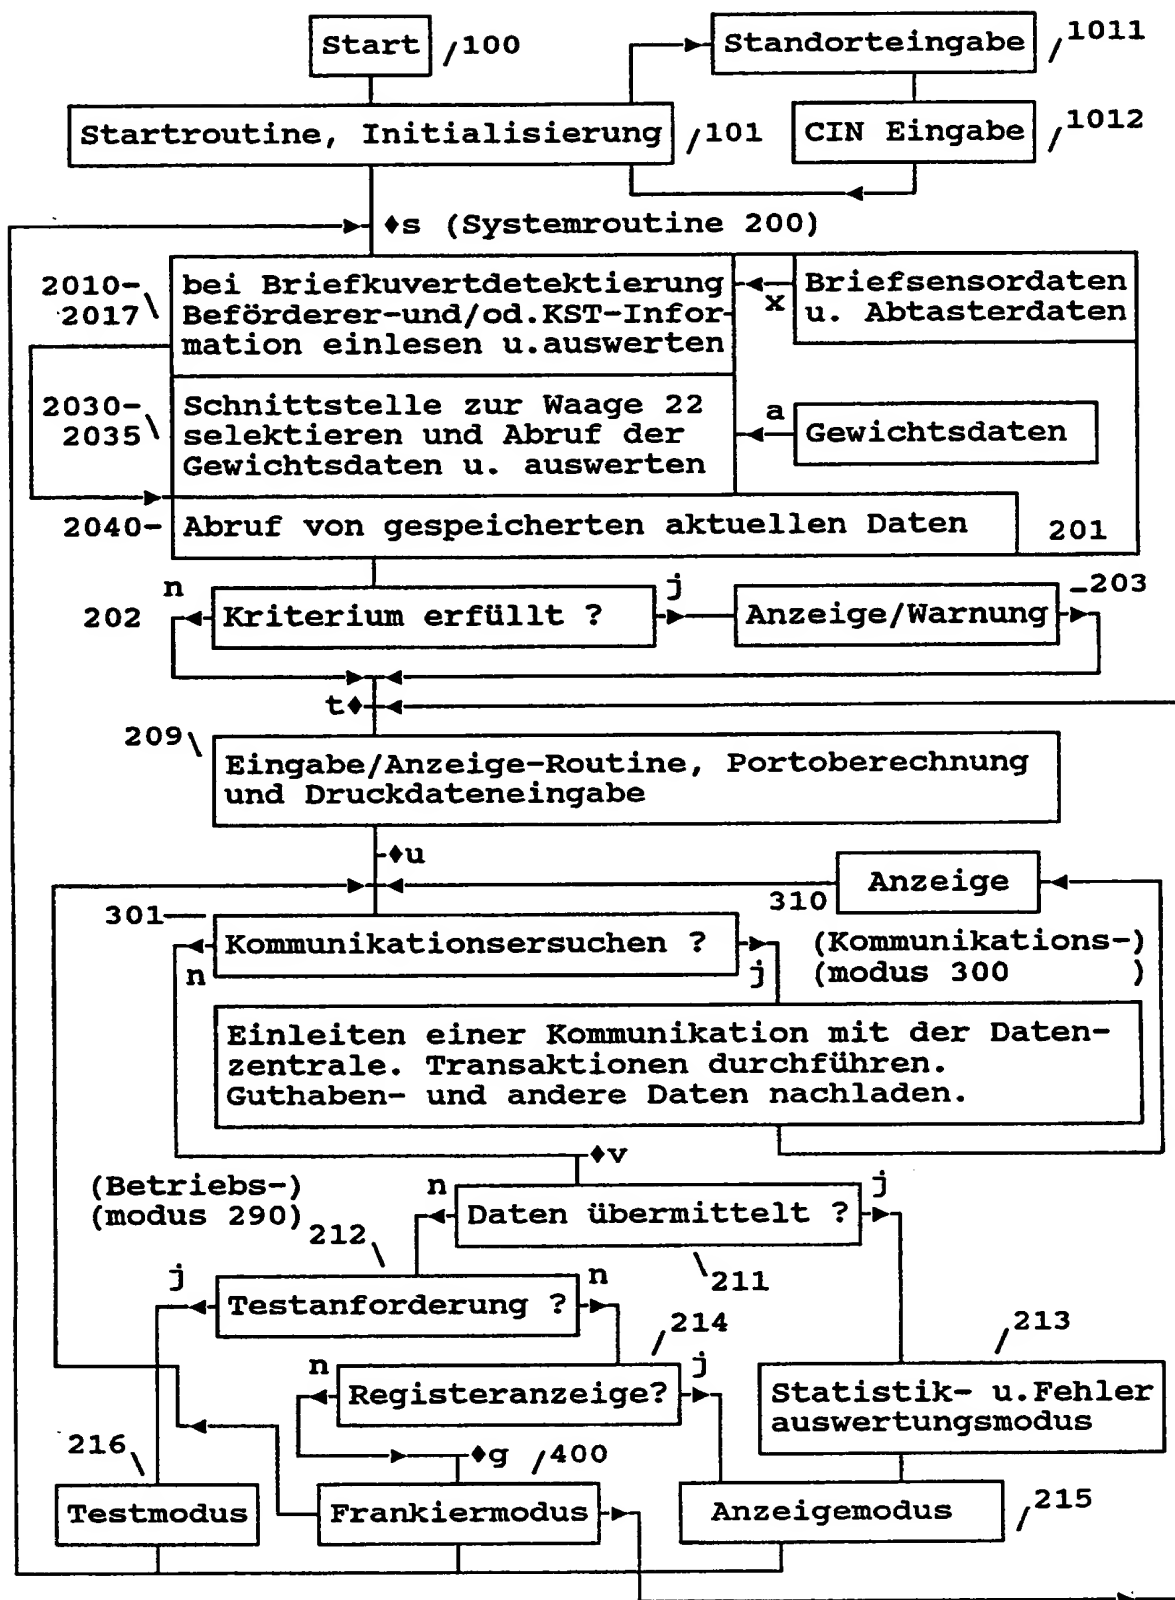 Start /100
Standorteingabe /1011
Startroutine, Initialisierung /101
CIN Eingabe /1012
♦s (Systemroutine 200)
2010-\
2017
bei Briefkuvertdetektierung
Beförderer-und/od.KST-Infor-
mation einlesen u.auswerten
x
Briefsensordaten
u. Abtasterdaten
2030-\
2035
Schnittstelle zur Waage 22
selektieren und Abruf der
Gewichtsdaten u. auswerten
a
Gewichtsdaten
2040-
Abruf von gespeicherten aktuellen Daten
201
n
202
Kriterium erfüllt ?
j
Anzeige/Warnung
-203
t♦
209\
Eingabe/Anzeige-Routine, Portoberechnung
und Druckdateneingabe
♦u
Anzeige
310
301
Kommunikationsersuchen ?
n
j
(Kommunikations-)
(modus 300 )
Einleiten einer Kommunikation mit der Daten-
zentrale. Transaktionen durchführen.
Guthaben- und andere Daten nachladen.
♦v
(Betriebs-)
(modus 290)
n
Daten übermittelt ?
j
\211
212\
j
Testanforderung ?
n
/214
/213
n
Registeranzeige?
j
Statistik- u.Fehler
auswertungsmodus
216\
♦g /400
Testmodus
Frankiermodus
Anzeigemodus
/215